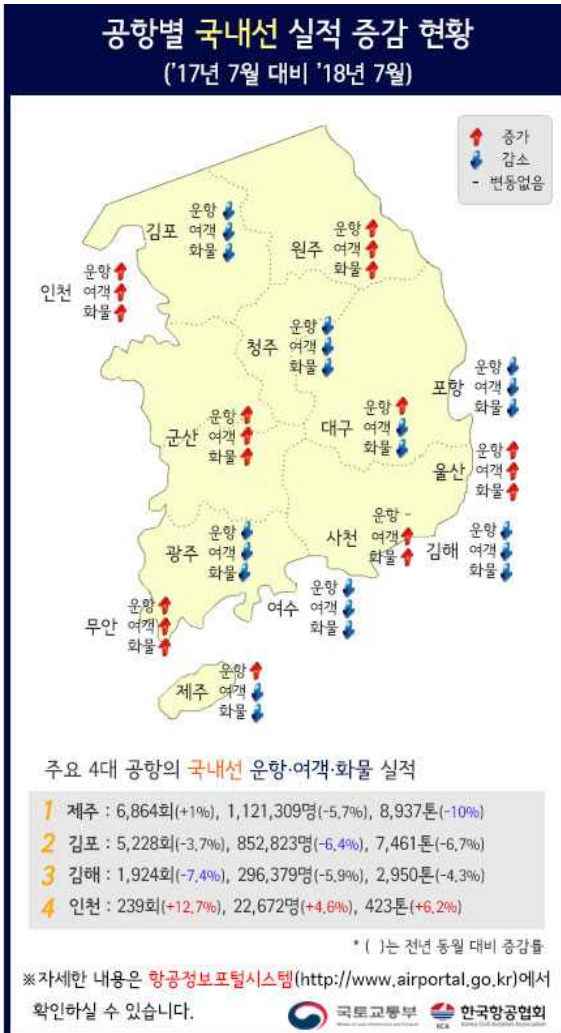 공항별 국내선 실적 증감 현황
('17년 7월 대비 '18년 7월)
증가
감소
- 변동없음
김포
운항
여객
화물
원주
운항
여객
화물
인천
운항
여객
화물
청주
운항
여객
화물
포항
운항
여객
화물
군산
운항
여객
화물
대구
운항
여객
화물
울산
운항
여객
화물
광주
운항
여객
화물
사천
운항 -
여객
화물
김해
운항
여객
화물
여수
운항
여객
화물
무안
운항
여객
화물
제주
운항
여객
화물
주요 4대 공항의 국내선 운항·여객·화물 실적
1 제주 : 6,864회(+1%), 1,121,309명(-5.7%), 8,937톤(-10%)
2 김포 : 5,228회(-3.7%), 852,823명(-6.4%), 7,461톤(-6.7%)
3 김해 : 1,924회(-7.4%), 296,379명(-5.9%), 2,950톤(-4.3%)
4 인천 : 239회(+12.7%), 22,672명(+4.6%), 423톤(+6.2%)
* ( )는 전년 동월 대비 증감률
※자세한 내용은 항공정보포털시스템(http://www.airportal.go.kr)에서
확인하실 수 있습니다.
국토교통부
KCA 한국항공협회